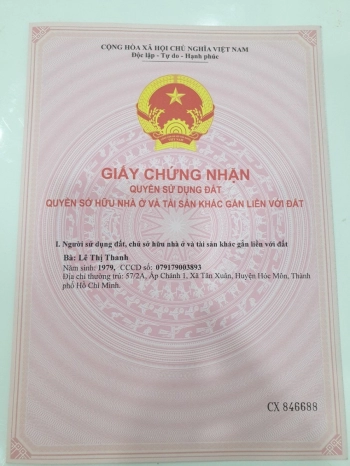 CỘNG HÒA XÃ HỘI CHỦ NGHĨA VIỆT NAM
Độc lập - Tự do - Hạnh phúc
GIẤY CHỨNG NHẬN
QUYỀN SỬ DỤNG ĐẤT
QUYỀN SỞ HỮU NHÀ Ở VÀ TÀI SẢN KHÁC GẮN LIỀN VỚI ĐẤT
I. Người sử dụng đất, chủ sở hữu nhà ở và tài sản khác gắn liền với đất
Bà: Lê Thị Thanh
Năm sinh: 1979, CCCD số: 079179003893
Địa chỉ thường trú: 57/2A, Ấp Chánh 1, Xã Tân Xuân, Huyện Hóc Môn, Thành
phố Hồ Chí Minh.
CX 846688